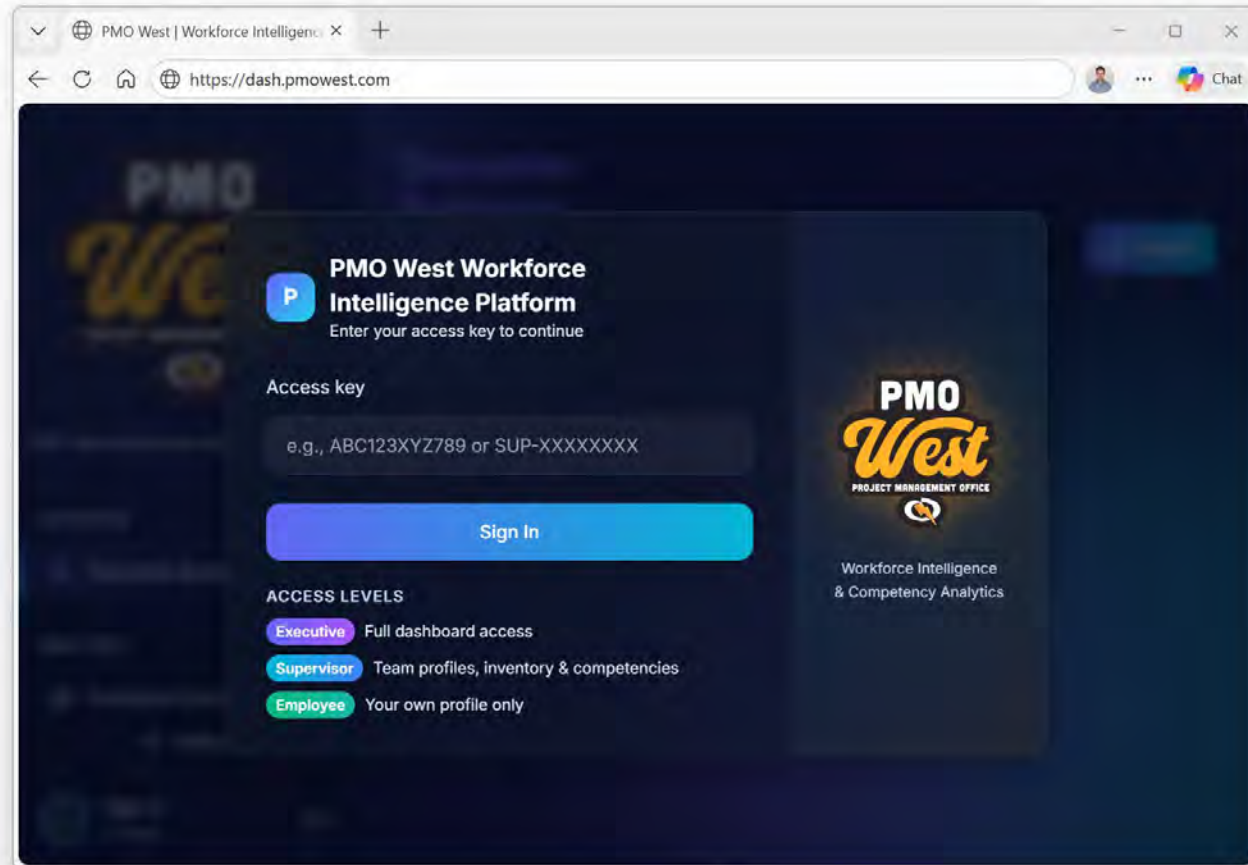 PMO West | Workforce Intelligenc
https://dash.pmowest.com
Chat
PMO
P
PMO West Workforce
Intelligence Platform
Enter your access key to continue
Access key
e.g., ABC123XYZ789 or SUP-XXXXXXXX
Sign In
ACCESS LEVELS
Executive Full dashboard access
Supervisor Team profiles, inventory & competencies
Employee Your own profile only
PMO
West
PROJECT MANAGEMENT OFFICE
Workforce Intelligence
& Competency Analytics